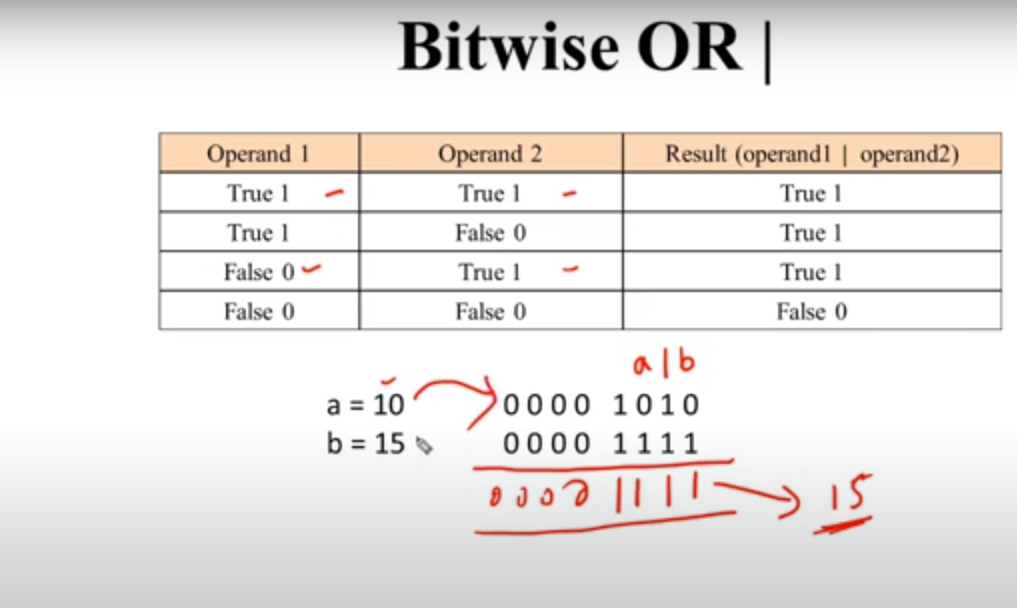 Bitwise OR |
Operand 1 Operand 2 Result (operand1 | operand2)
True 1 True 1 True 1
True 1 False 0 True 1
False 0 True 1 True 1
False 0 False 0 False 0
a|b
a = 10 0000 1010
b = 15 0000 1111
0000 1111 15